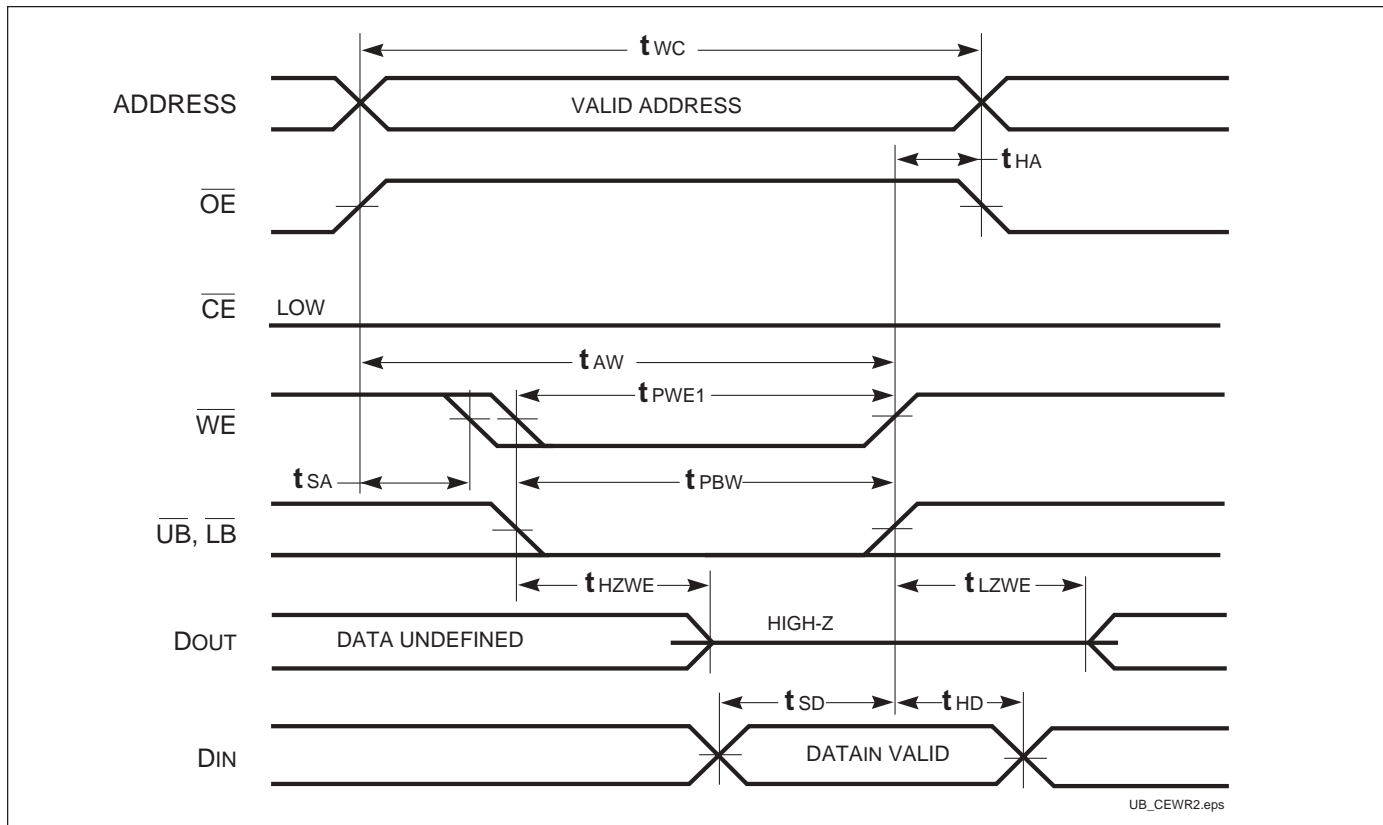 tWC
ADDRESS VALID ADDRESS
tHA
OE
CE LOW
tAW
tPWE1
WE
tSA tPBW
UB, LB
tHZWE tLZWE
DOUT DATA UNDEFINED HIGH-Z
tSD tHD
DIN DATAIN VALID
UB_CEWR2.eps